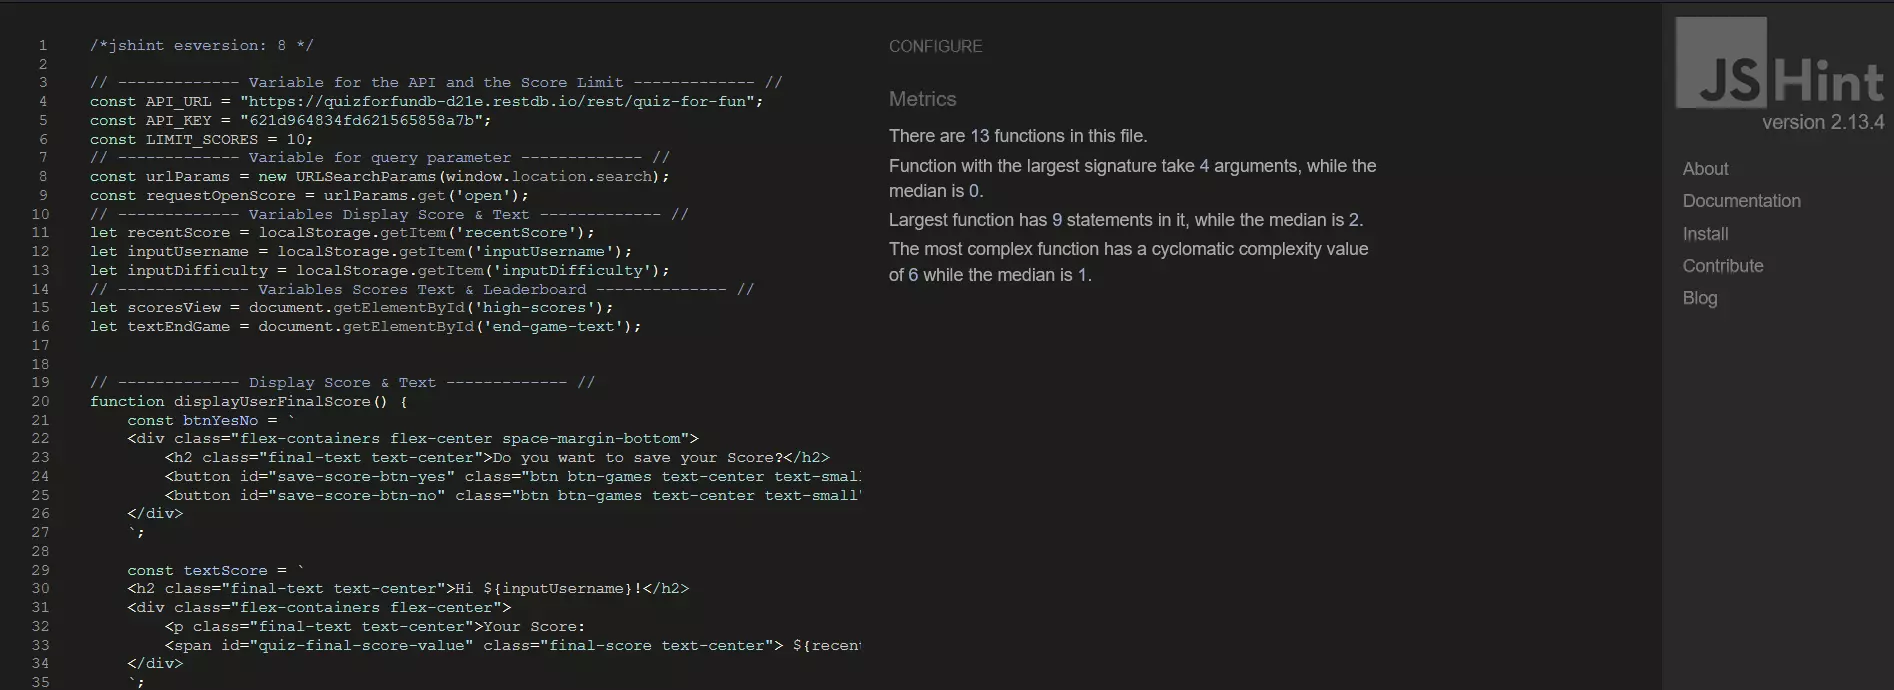 1 /*jshint esversion: 8 */
2
3 // ------------- Variable for the API and the Score Limit ------------- //
4 const API_URL = "https://quizforfundb-d21e.restdb.io/rest/quiz-for-fun";
5 const API_KEY = "621d964834fd621565858a7b";
6 const LIMIT_SCORES = 10;
7 // ------------- Variable for query parameter ------------- //
8 const urlParams = new URLSearchParams(window.location.search);
9 const requestOpenScore = urlParams.get('open');
10 // ------------- Variables Display Score & Text ------------- //
11 let recentScore = localStorage.getItem('recentScore');
12 let inputUsername = localStorage.getItem('inputUsername');
13 let inputDifficulty = localStorage.getItem('inputDifficulty');
14 // -------------- Variables Scores Text & Leaderboard -------------- //
15 let scoresView = document.getElementById('high-scores');
16 let textEndGame = document.getElementById('end-game-text');
17
18
19 // ------------- Display Score & Text ------------- //
20 function displayUserFinalScore() {
21 const btnYesNo = `
22 <div class="flex-containers flex-center space-margin-bottom">
23 <h2 class="final-text text-center">Do you want to save your Score?</h2>
24 <button id="save-score-btn-yes" class="btn btn-games text-center text-smal
25 <button id="save-score-btn-no" class="btn btn-games text-center text-small"
26 </div>
27 `;
28
29 const textScore = `
30 <h2 class="final-text text-center">Hi ${inputUsername}!</h2>
31 <div class="flex-containers flex-center">
32 <p class="final-text text-center">Your Score:
33 <span id="quiz-final-score-value" class="final-score text-center"> ${recen
34 </div>
35 `;
CONFIGURE
Metrics
There are 13 functions in this file.
Function with the largest signature take 4 arguments, while the
median is 0.
Largest function has 9 statements in it, while the median is 2.
The most complex function has a cyclomatic complexity value
of 6 while the median is 1.
JSHint
version 2.13.4
About
Documentation
Install
Contribute
Blog